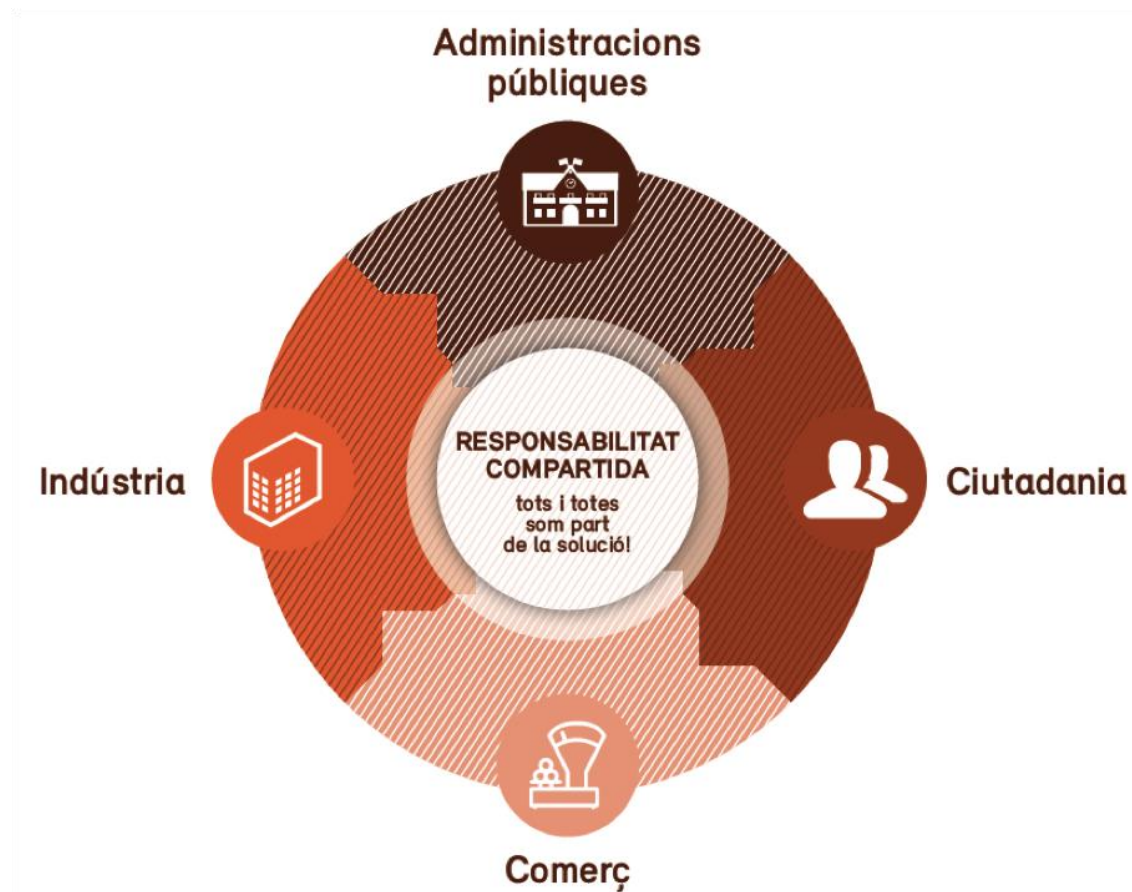 Administracions
públiques
Indústria
RESPONSABILITAT
COMPARTIDA
tots i totes
som part
de la solució!
Ciutadania
Comerç